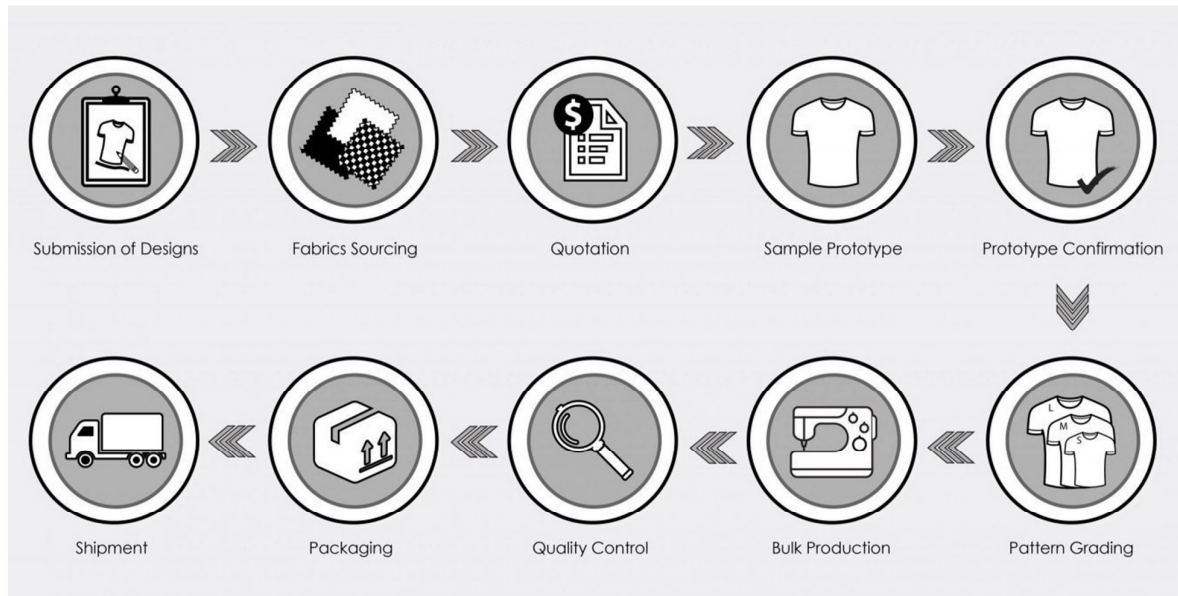 Submission of Designs
Fabrics Sourcing
$
Quotation
Sample Prototype
Prototype Confirmation
Shipment
Packaging
Quality Control
Bulk Production
L
M
S
Pattern Grading